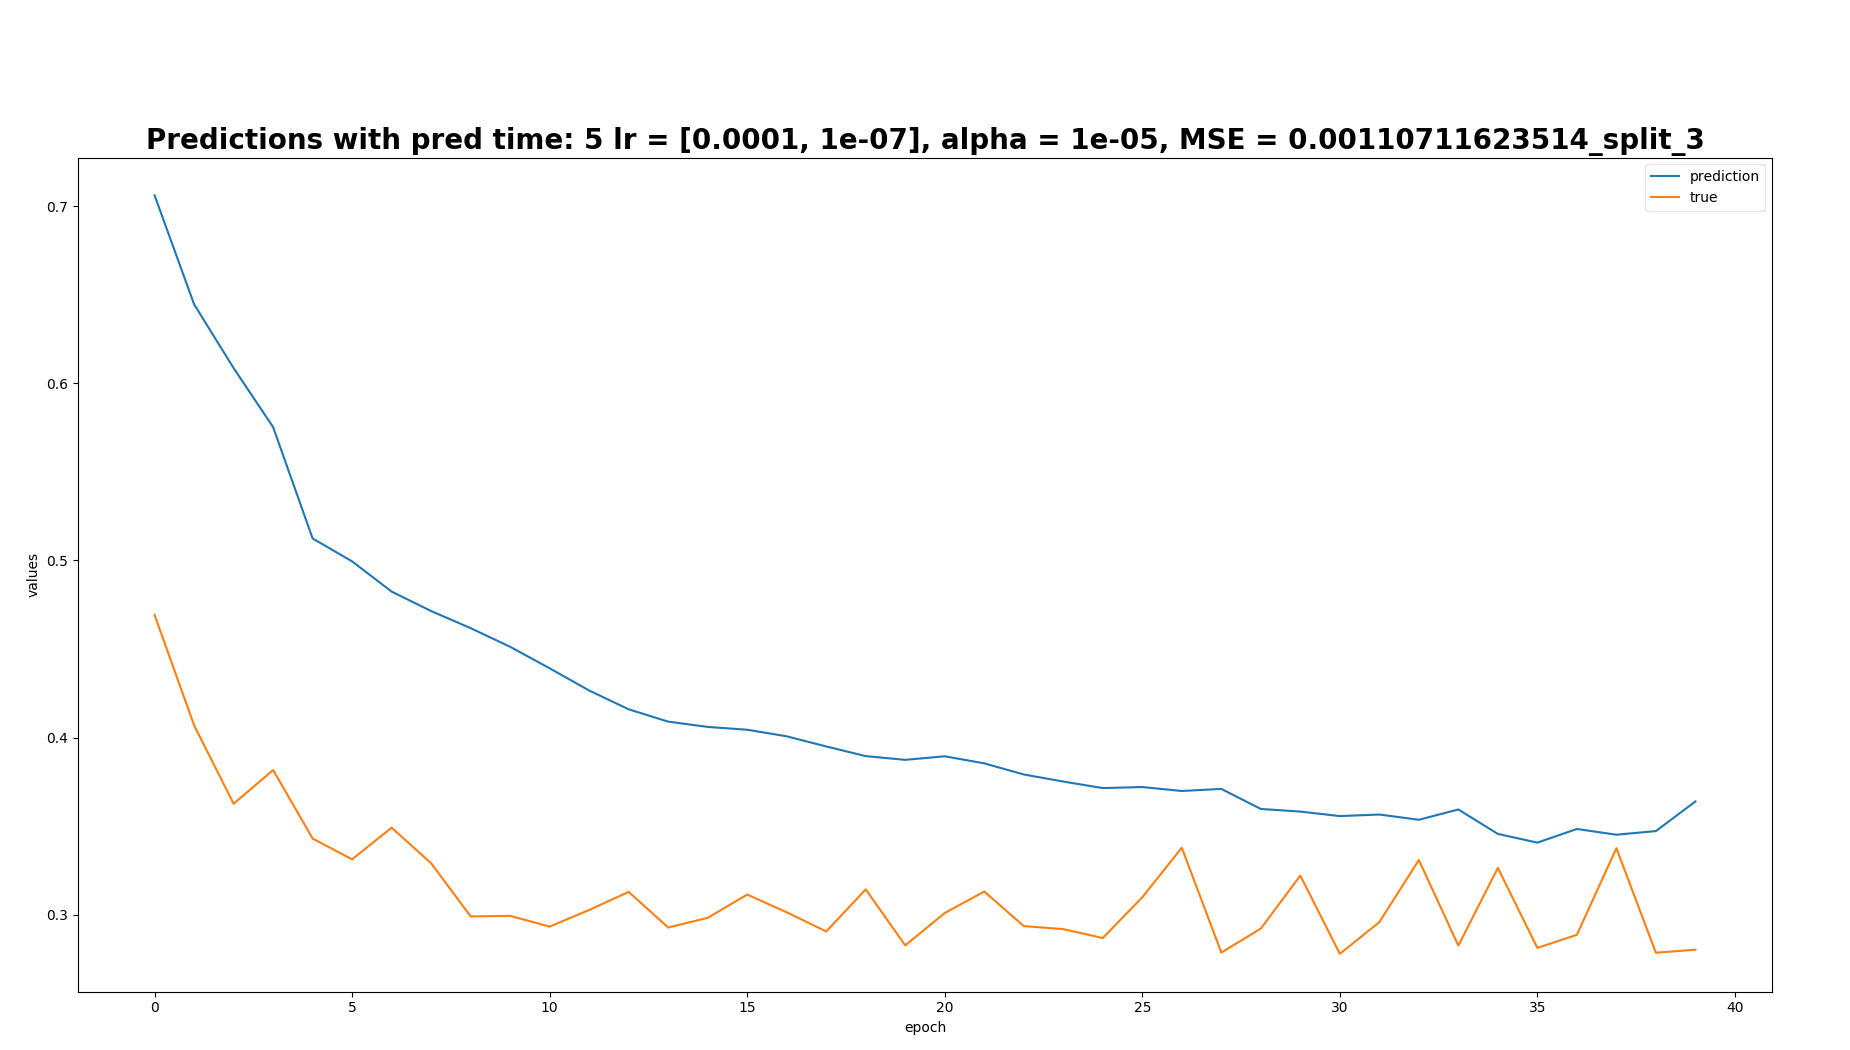 Predictions with pred time: 5 lr = [0.0001, 1e-07], alpha = 1e-05, MSE = 0.00110711623514_split_3
prediction
true
0.7
0.6
0.5
0.4
0.3
values
0 5 10 15 20 25 30 35 40
epoch